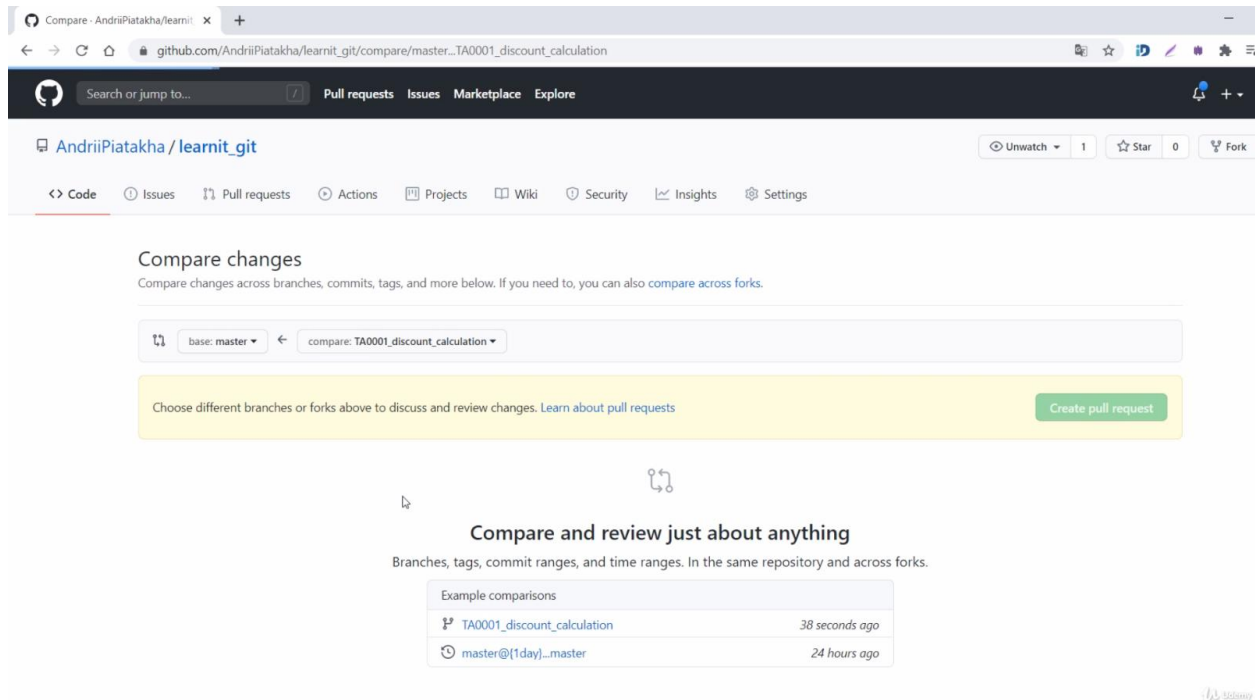 Compare · AndriiPiatakha/learnit
github.com/AndriiPiatakha/learnit_git/compare/master...TA0001_discount_calculation
Search or jump to... / Pull requests Issues Marketplace Explore
AndriiPiatakha / learnit_git Unwatch 1 Star 0 Fork
<> Code Issues Pull requests Actions Projects Wiki Security Insights Settings
Compare changes
Compare changes across branches, commits, tags, and more below. If you need to, you can also compare across forks.
base: master compare: TA0001_discount_calculation
Choose different branches or forks above to discuss and review changes. Learn about pull requests Create pull request
Compare and review just about anything
Branches, tags, commit ranges, and time ranges. In the same repository and across forks.
Example comparisons
TA0001_discount_calculation 38 seconds ago
master@{1day}...master 24 hours ago
Udemy